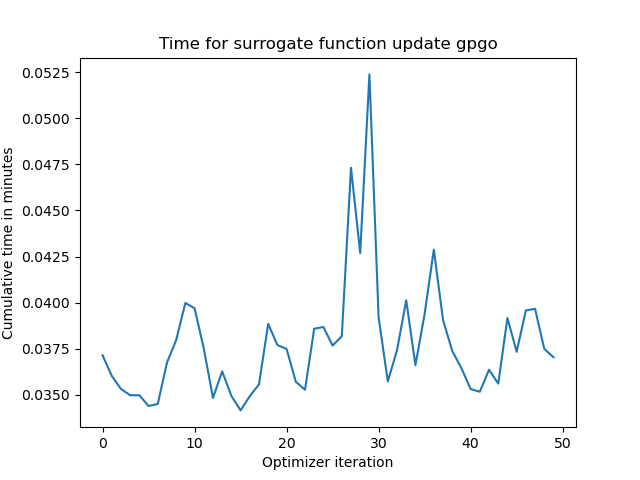 Time for surrogate function update gpgo
Cumulative time in minutes
0.0525
0.0500
0.0475
0.0450
0.0425
0.0400
0.0375
0.0350
0 10 20 30 40 50
Optimizer iteration